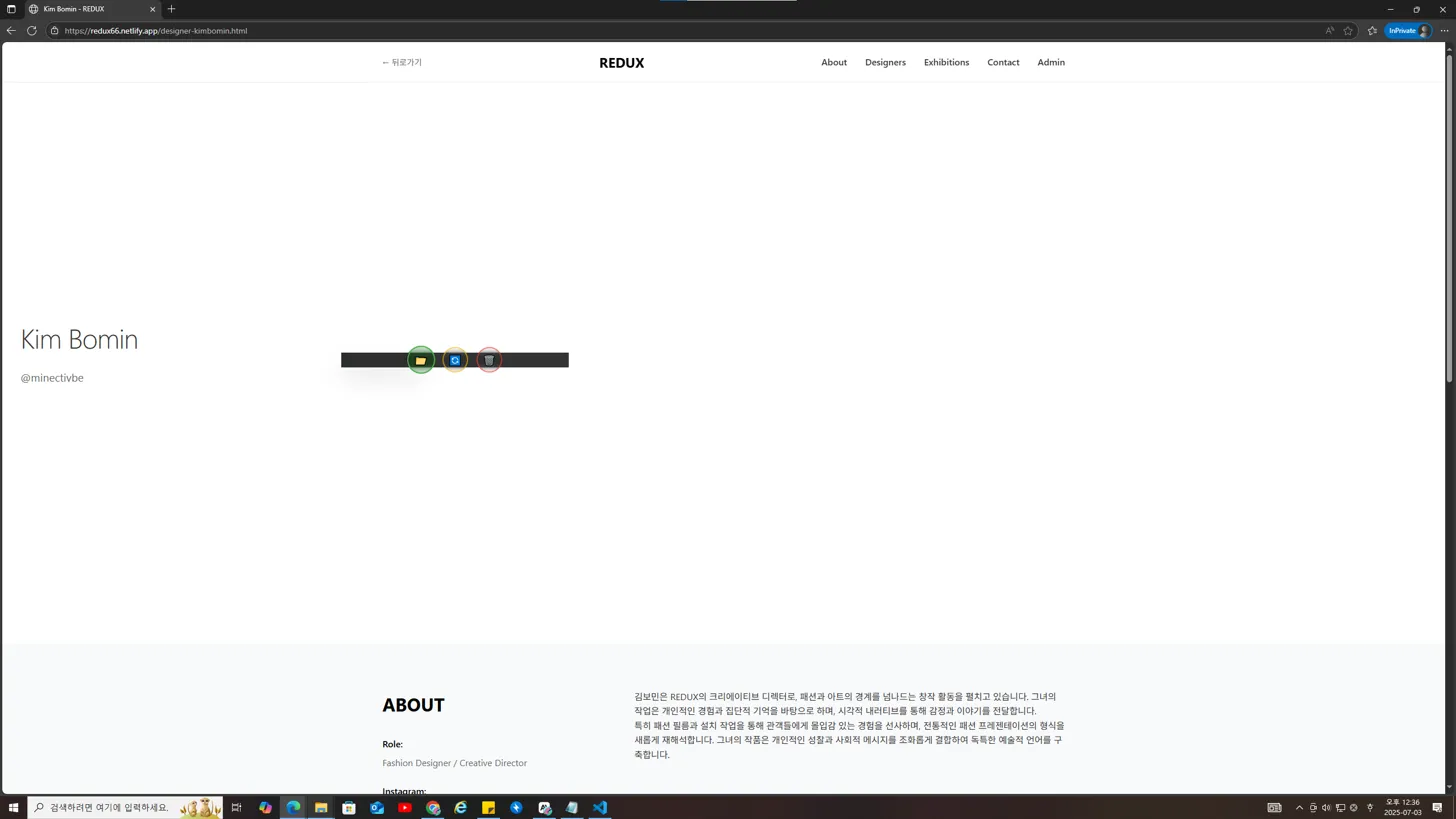 Kim Bomin - REDUX
https://redux66.netlify.app/designer-kimbomin.html
InPrivate
← 뒤로가기
REDUX
About
Designers
Exhibitions
Contact
Admin
Kim Bomin
@minectivbe
ABOUT
Role:
Fashion Designer / Creative Director
Instagram:
김보민은 REDUX의 크리에이티브 디렉터로, 패션과 아트의 경계를 넘나드는 창작 활동을 펼치고 있습니다. 그녀의
작업은 개인적인 경험과 집단적 기억을 바탕으로 하며, 시각적 내러티브를 통해 감정과 이야기를 전달합니다.
특히 패션 필름과 설치 작업을 통해 관객들에게 몰입감 있는 경험을 선사하며, 전통적인 패션 프레젠테이션의 형식을
새롭게 재해석합니다. 그녀의 작품은 개인적인 성찰과 사회적 메시지를 조화롭게 결합하여 독특한 예술적 언어를 구
축합니다.
검색하려면 여기에 입력하세요.
오후 12:36
2025-07-03